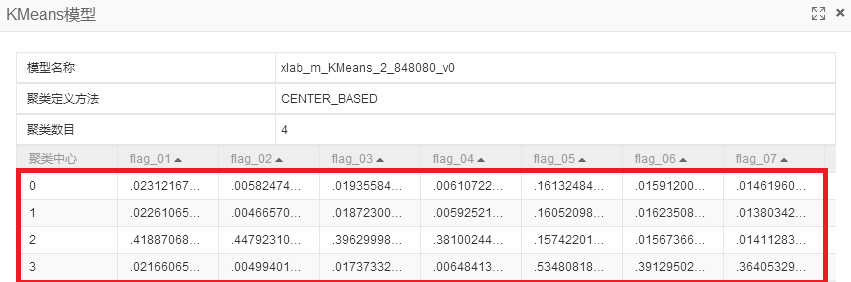 KMeans模型
模型名称 xlab_m_KMeans_2_848080_v0
聚类定义方法 CENTER_BASED
聚类数目 4
聚类中心 flag_01 flag_02 flag_03 flag_04 flag_05 flag_06 flag_07
0 .02312167... .00582474... .01935584... .00610722... .16132484... .01591200... .01461960...
1 .02261065... .00466570... .01872300... .00592521... .16052098... .01623508... .01380342...
2 .41887068... .44792310... .39629998... .38100244... .15742201... .01567366... .01411283...
3 .02166065... .00499401... .01737332... .00648413... .53480818... .39129502... .36405329...